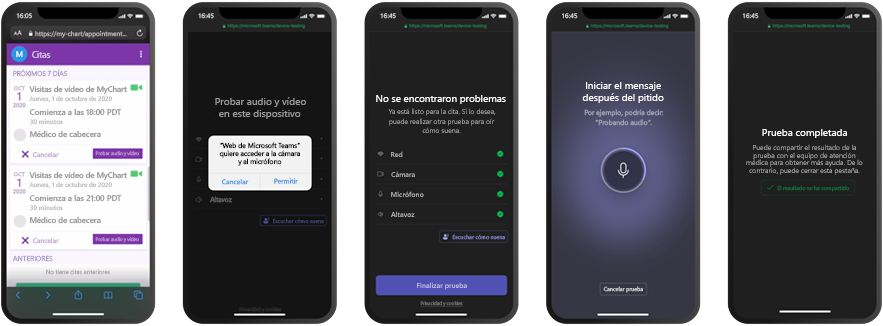 16:45
AA https://my-chart/appointment...
M Citas
PRÓXIMOS 7 DÍAS
OCT
1
2020
Visitas de vídeo de MyChart
Jueves, 1 de octubre de 2020
Comienza a las 18:00 PDT
30 minutos
Médico de cabecera
Cancelar
Probar audio y vídeo
OCT
1
2020
Visitas de vídeo de MyChart
Jueves, 1 de octubre de 2020
Comienza a las 21:00 PDT
30 minutos
Médico de cabecera
Cancelar
Probar audio y vídeo
ANTERIORES
No tiene citas anteriores
16:45
https://microsoft teams/device-testing
Probar audio y vídeo
en este dispositivo
"Web de Microsoft Teams"
quiere acceder a la cámara
y al micrófono
Cancelar
Permitir
Altavoz
Escuchar cómo suena
Privacidad y cookies
16:45
https://microsoft teams/device-testing
No se encontraron problemas
Ya está listo para la cita. Si lo desea,
puede realizar otra prueba para oír
cómo suena.
Red
Cámara
Micrófono
Altavoz
Escuchar cómo suena
Finalizar prueba
Privacidad y cookies
16:45
https://microsoft teams/device-testing
Iniciar el mensaje
después del pitido
Por ejemplo, podría decir:
"Probando audio".
Cancelar prueba
16:45
https://microsoft teams/device-testing
Prueba completada
Puede compartir el resultado de la
prueba con el equipo de atención
médica para obtener más ayuda. De lo
contrario, puede cerrar esta pestaña.
El resultado se ha compartido